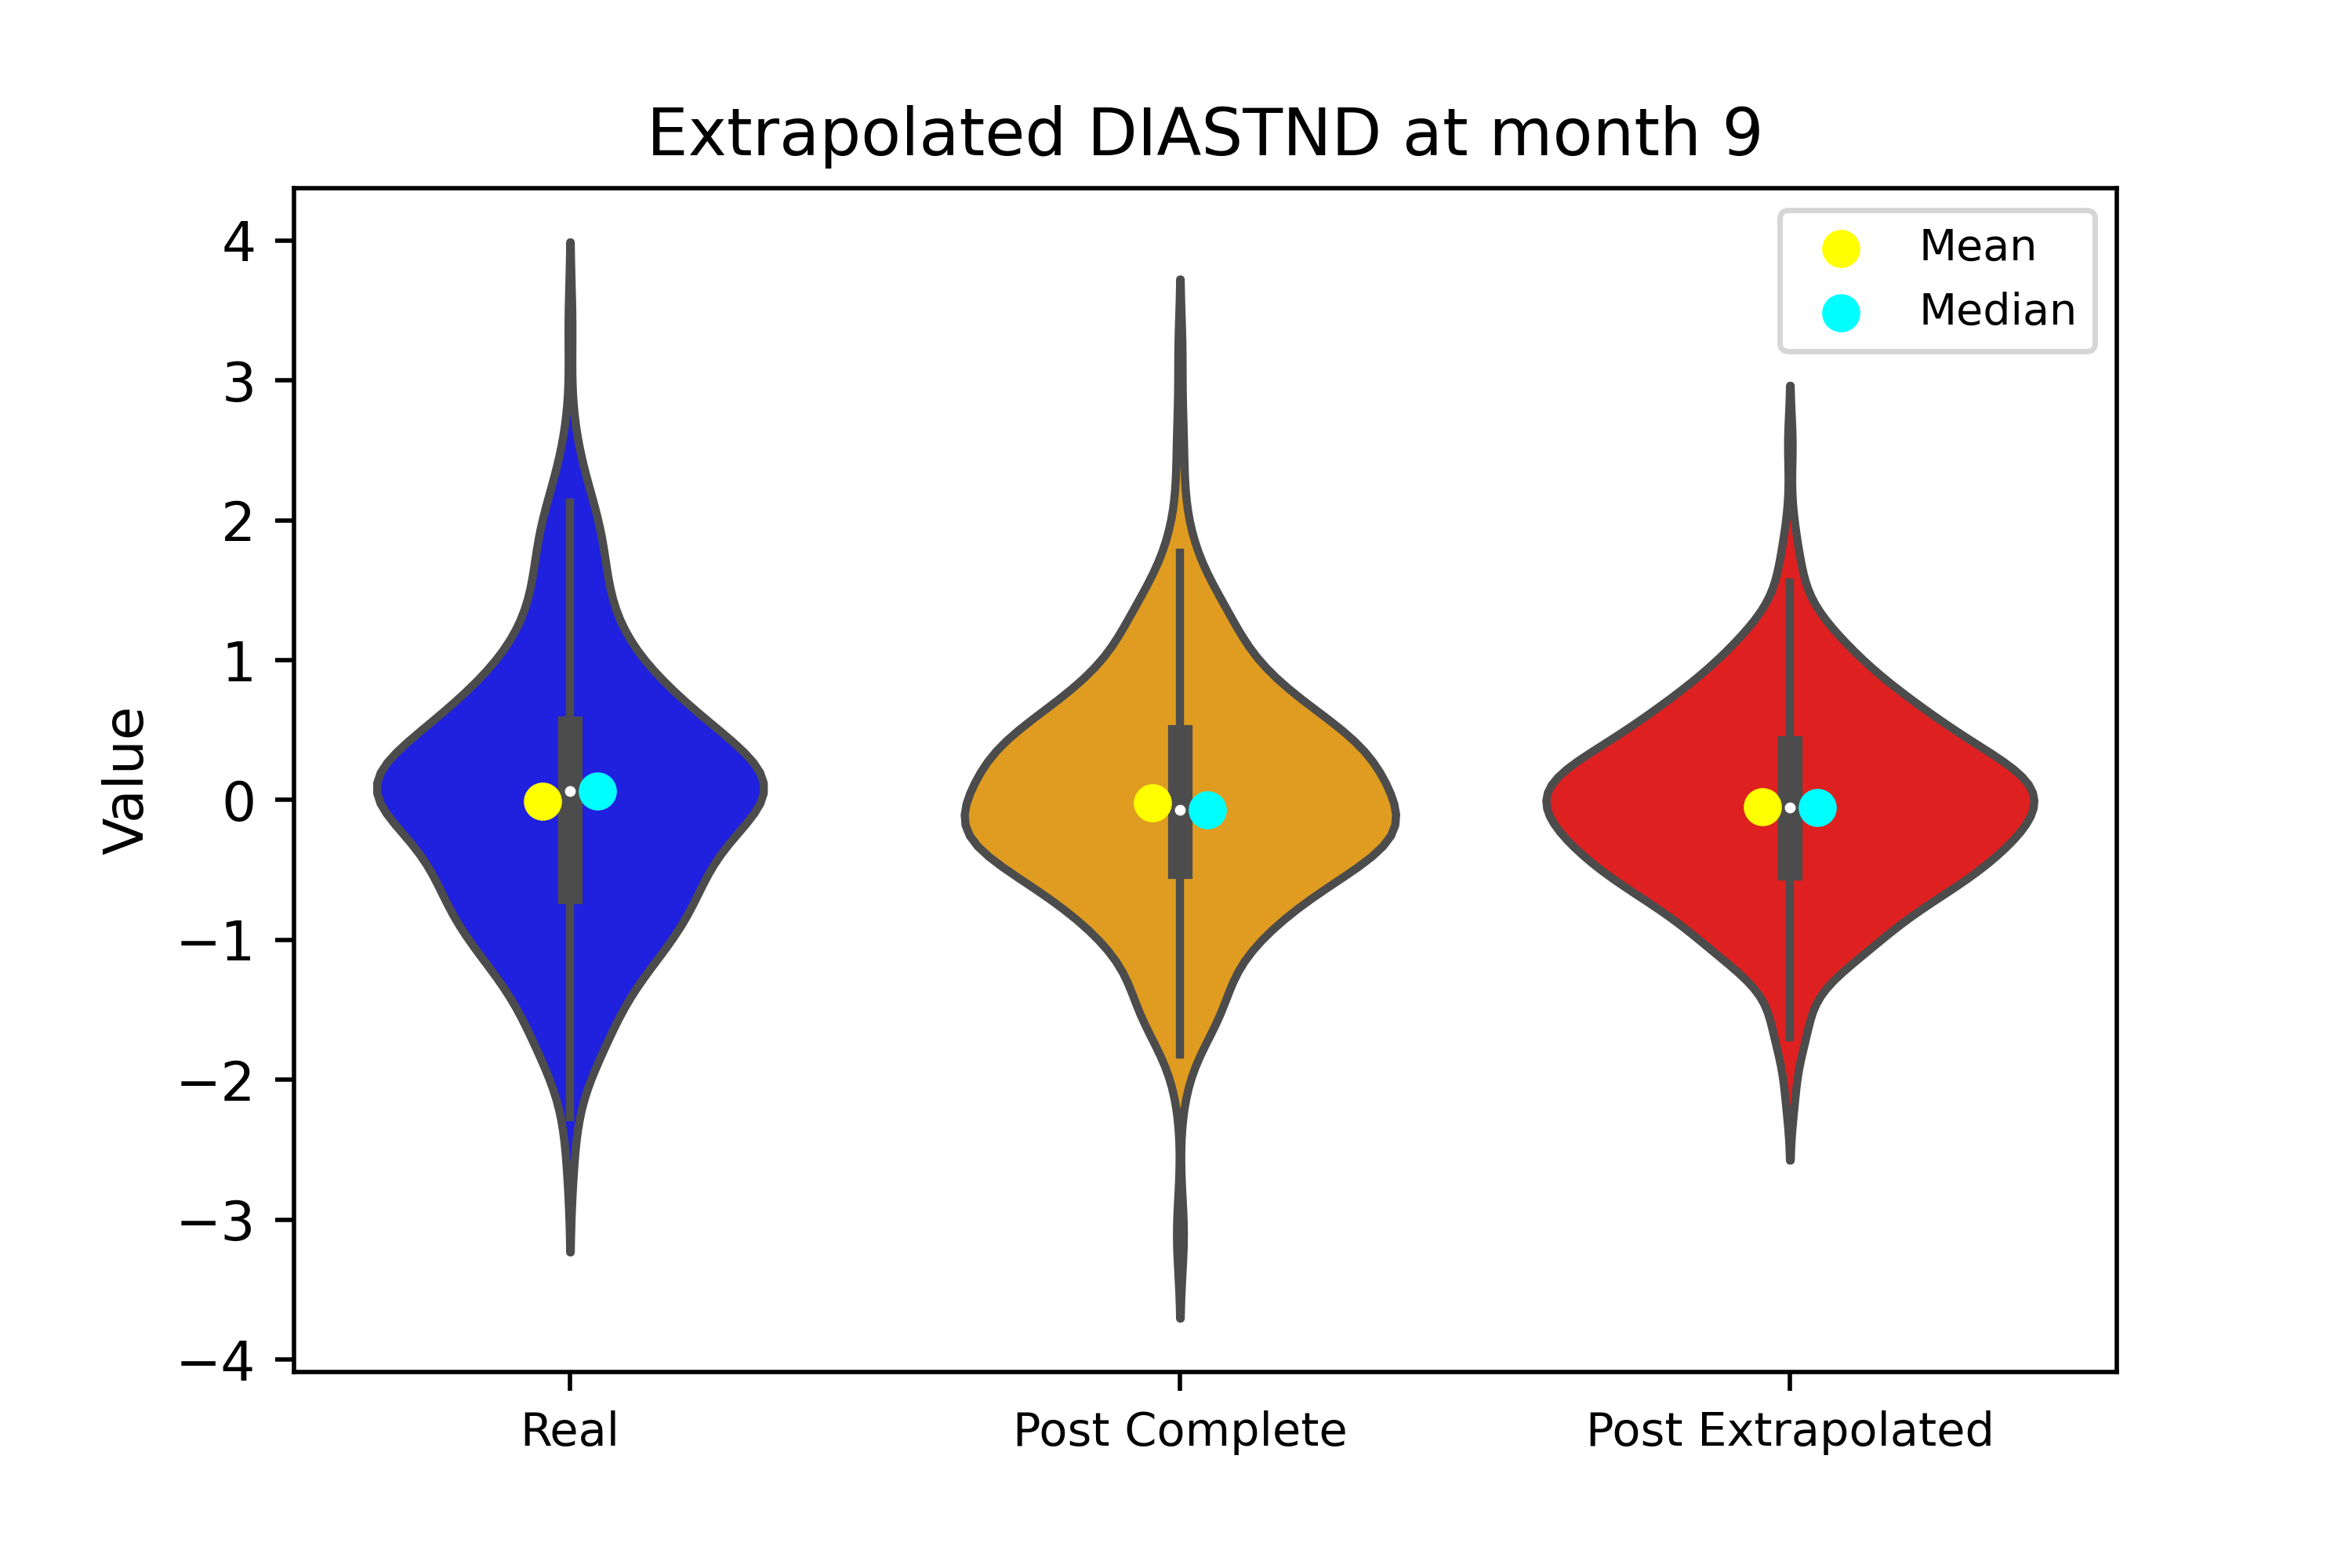 Extrapolated DIASTND at month 9
Mean
Median
4
3
2
1
0
−1
−2
−3
−4
Value
Real
Post Complete
Post Extrapolated